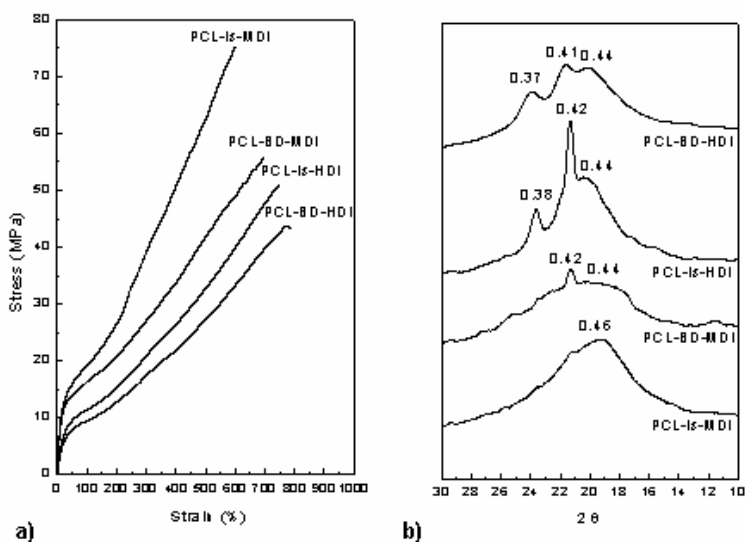 80
70
60
50
40
30
20
10
0
Stress (MPa)
PCL-Is-MDI
PCL-BD-MDI
PCL-Is-HDI
PCL-BD-HDI
0 100 200 300 400 500 600 700 800 900 1000
Strain (%)
a)
0.37 0.41 0.44
PCL-BD-HDI
0.42
0.44
0.38
PCL-Is-HDI
0.42 0.44
PCL-BD-MDI
0.46
PCL-Is-MDI
30 28 26 24 22 20 18 16 14 12 10
2 θ
b)